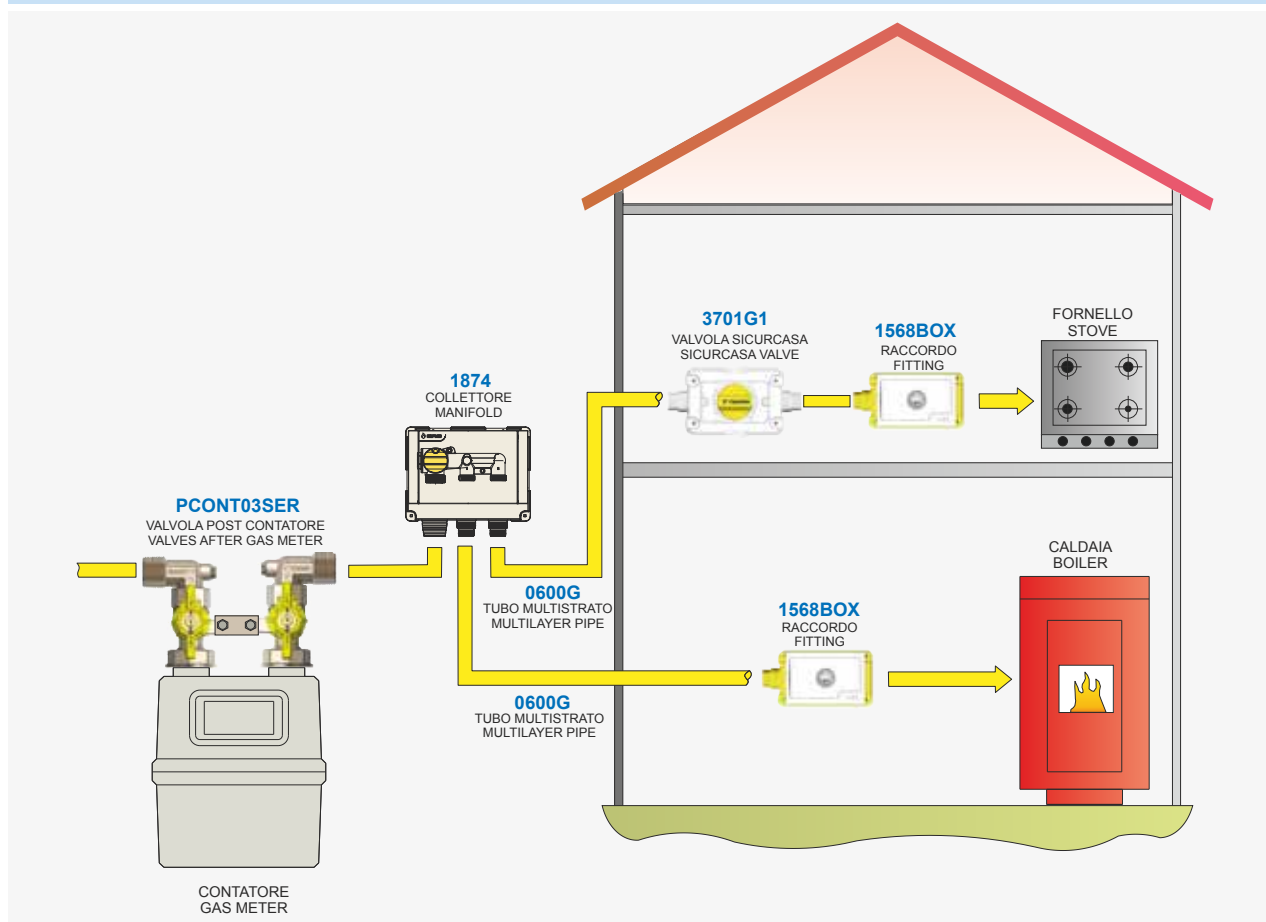 3701G1
VALVOLA SICURCASA
SICURCASA VALVE
1568BOX
RACCORDO
FITTING
FORNELLO
STOVE
1874
COLLETTORE
MANIFOLD
PCONT03SER
VALVOLA POST CONTATORE
VALVES AFTER GAS METER
0600G
TUBO MULTISTRATO
MULTILAYER PIPE
1568BOX
RACCORDO
FITTING
CALDAIA
BOILER
0600G
TUBO MULTISTRATO
MULTILAYER PIPE
CONTATORE
GAS METER